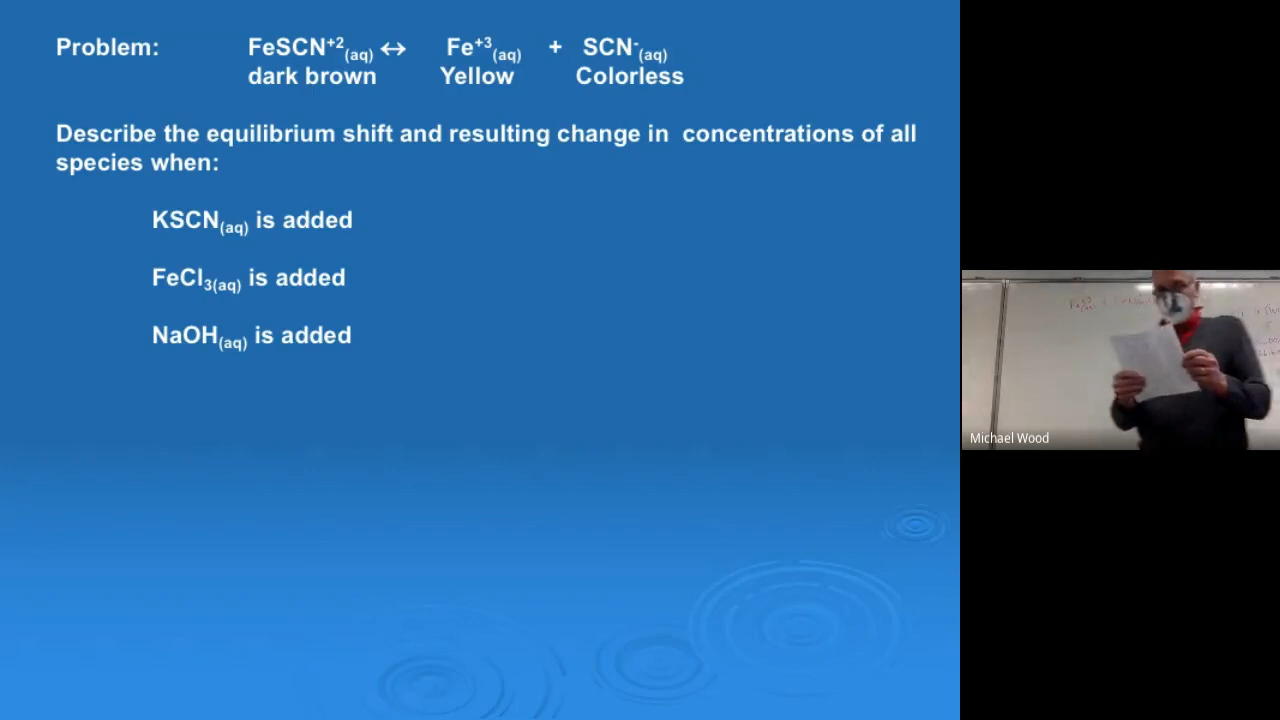 Problem: FeSCN⁺²₍aq₎ ↔ Fe⁺³₍aq₎ + SCN⁻₍aq₎
dark brown Yellow Colorless
Describe the equilibrium shift and resulting change in concentrations of all
species when:
KSCN₍aq₎ is added
FeCl₃₍aq₎ is added
NaOH₍aq₎ is added
Michael Wood